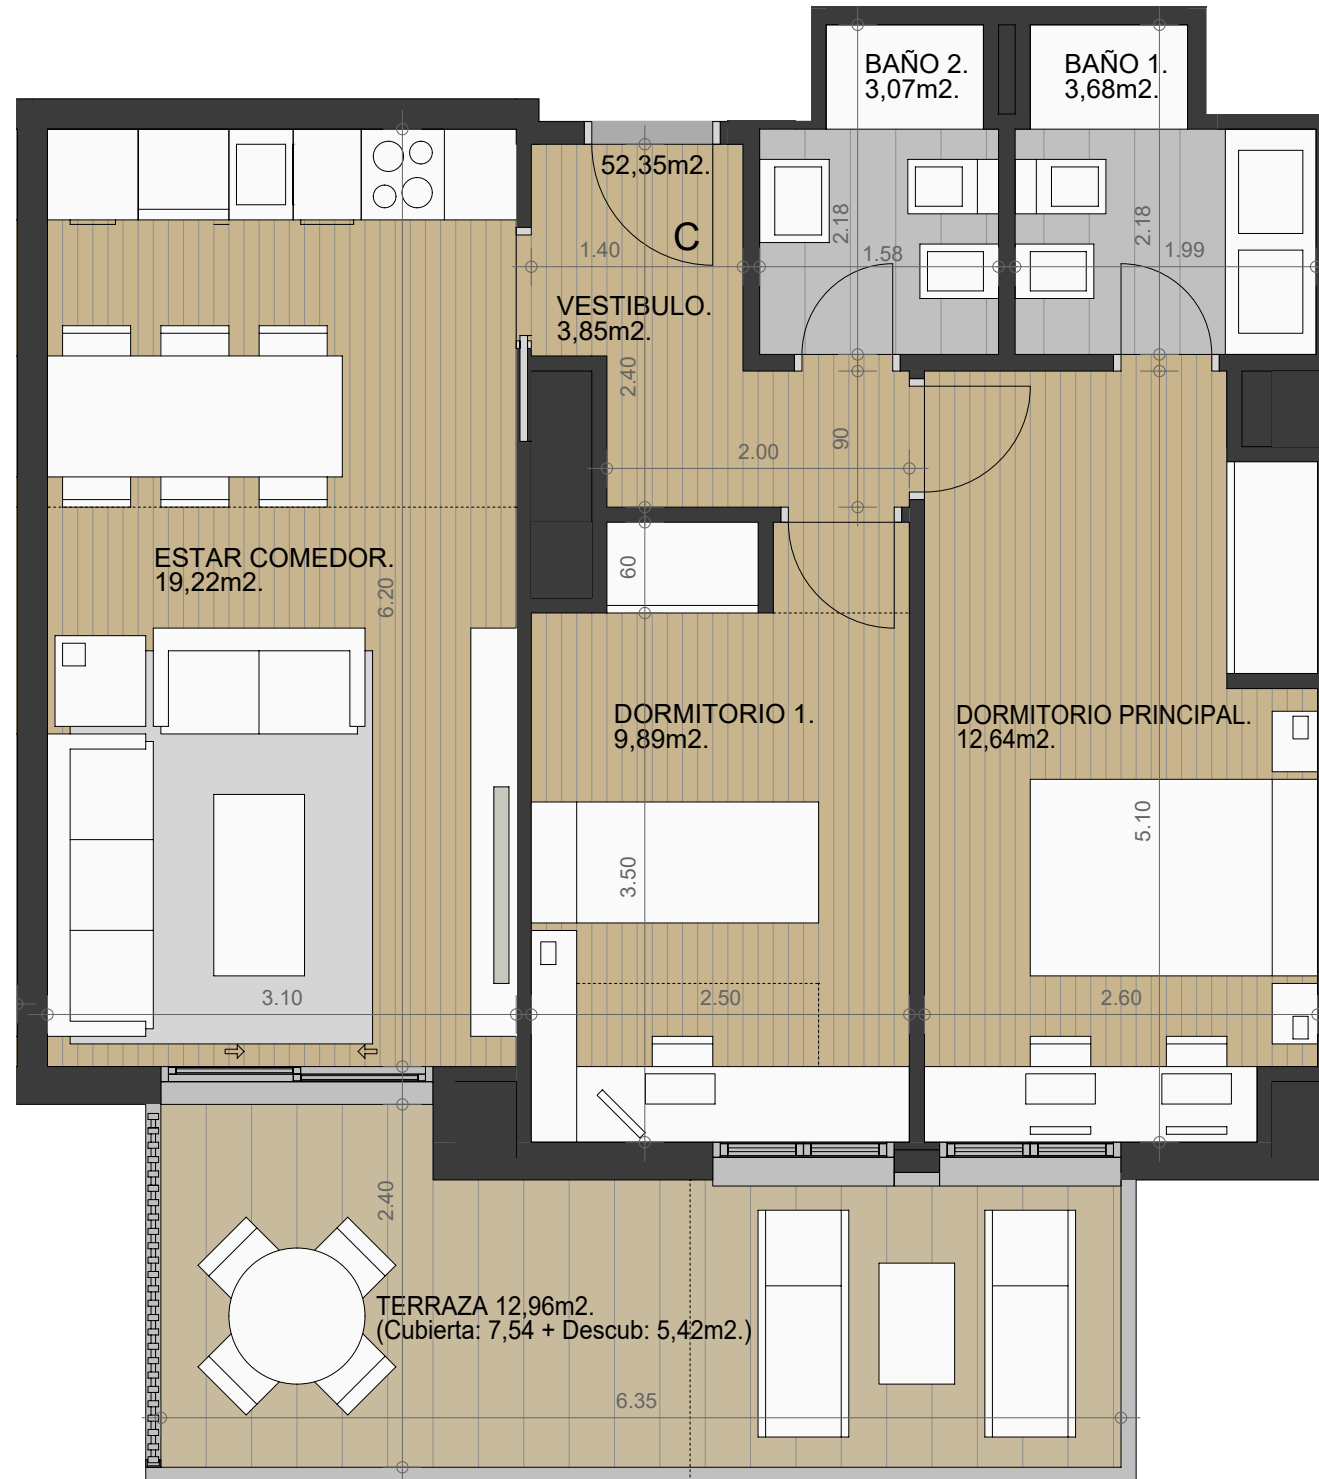 BAÑO 2.
3,07m2.
BAÑO 1.
3,68m2.
52,35m2.
C
2.18
2.18
1.40
1.58
1.99
VESTIBULO.
3,85m2.
2.40
90
2.00
ESTAR COMEDOR.
19,22m2.
6.20
60
DORMITORIO 1.
9,89m2.
DORMITORIO PRINCIPAL.
12,64m2.
5.10
3.50
3.10
2.50
2.60
2.40
TERRAZA 12,96m2.
(Cubierta: 7,54 + Descub: 5,42m2.)
6.35